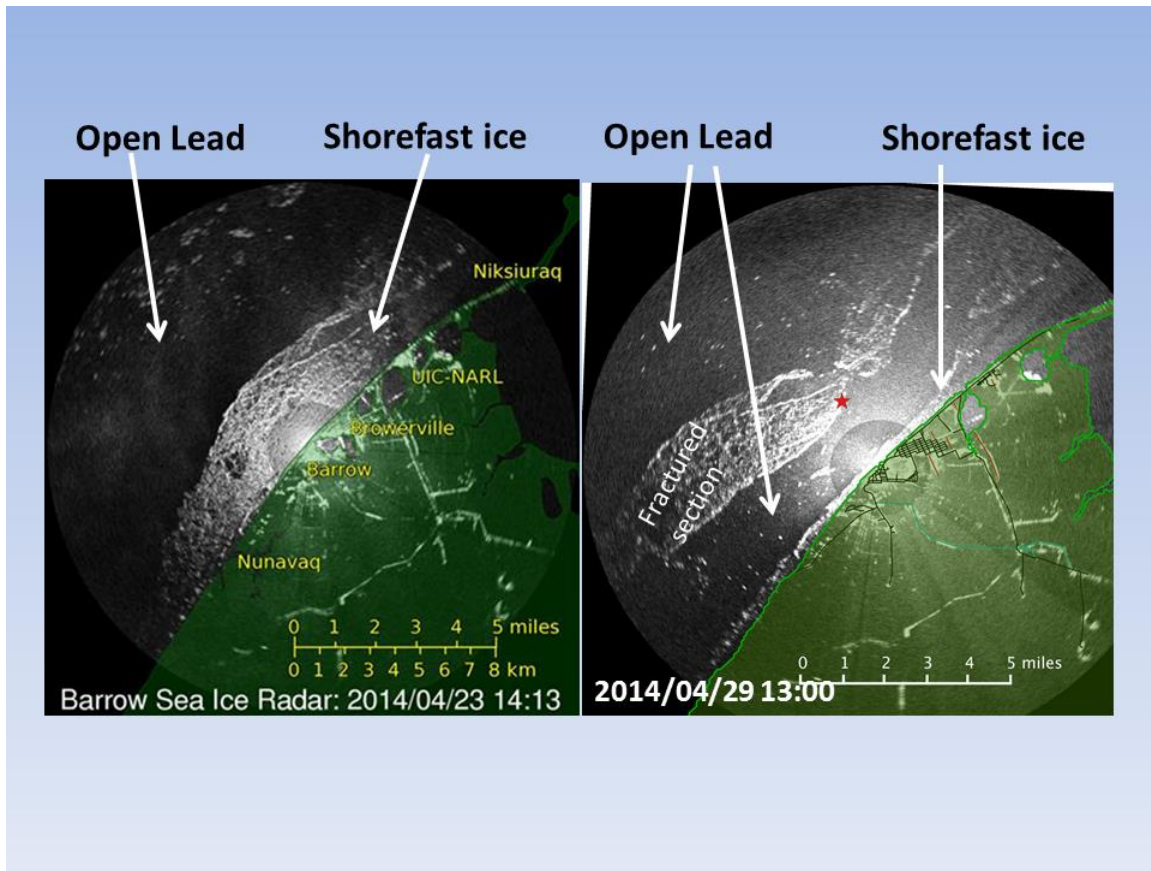 Open Lead
Shorefast ice
Open Lead
Shorefast ice
Niksiuraq
UIC-NARL
Browerville
Barrow
Nunavaq
0 1 2 3 4 5 miles
0 1 2 3 4 5 6 7 8 km
Barrow Sea Ice Radar: 2014/04/23 14:13
Fractured
section
0 1 2 3 4 5 miles
2014/04/29 13:00